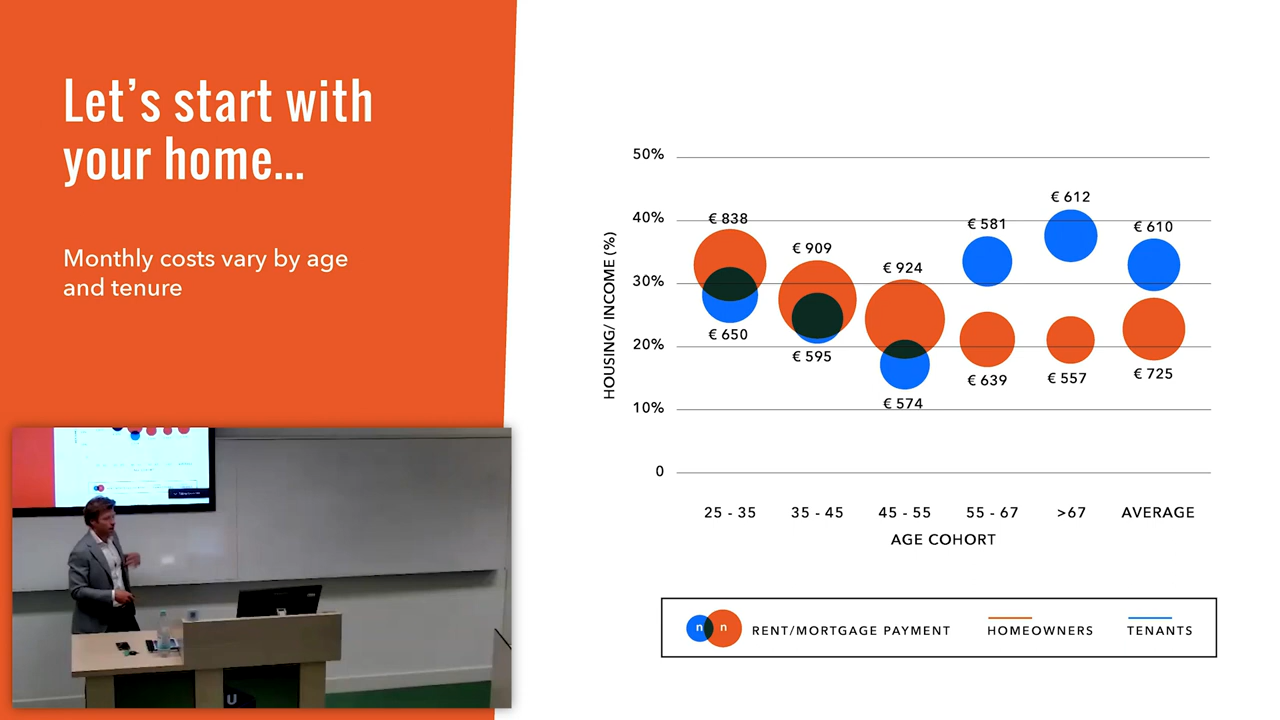 Let's start with
your home...
Monthly costs vary by age
and tenure
50%
40%
30%
20%
10%
0
HOUSING/ INCOME (%)
€ 838
€ 650
€ 909
€ 595
€ 924
€ 574
€ 581
€ 639
€ 612
€ 557
€ 610
€ 725
25 - 35
35 - 45
45 - 55
55 - 67
>67
AVERAGE
AGE COHORT
n
n
RENT/MORTGAGE PAYMENT
HOMEOWNERS
TENANTS
U